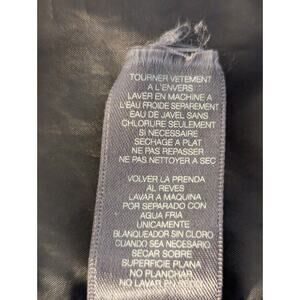 TOURNER VETEMENT
A L'ENVERS
LAVER EN MACHINE A
L'EAU FROIDE SEPAREMENT
EAU DE JAVEL SANS
CHLORURE SEULEMENT
SI NECESSAIRE
SECHAGE A PLAT
NE PAS REPASSER
NE PAS NETTOYER A SEC
VOLVER LA PRENDA
AL REVES
LAVAR A MAQUINA
POR SEPARADO CON
AGUA FRIA
UNICAMENTE
BLANQUEADOR SIN CLORO
CUANDO SEA NECESARIO
SECAR SOBRE
SUPERFICIE PLANA
NO PLANCHAR
NO LAVAR EN